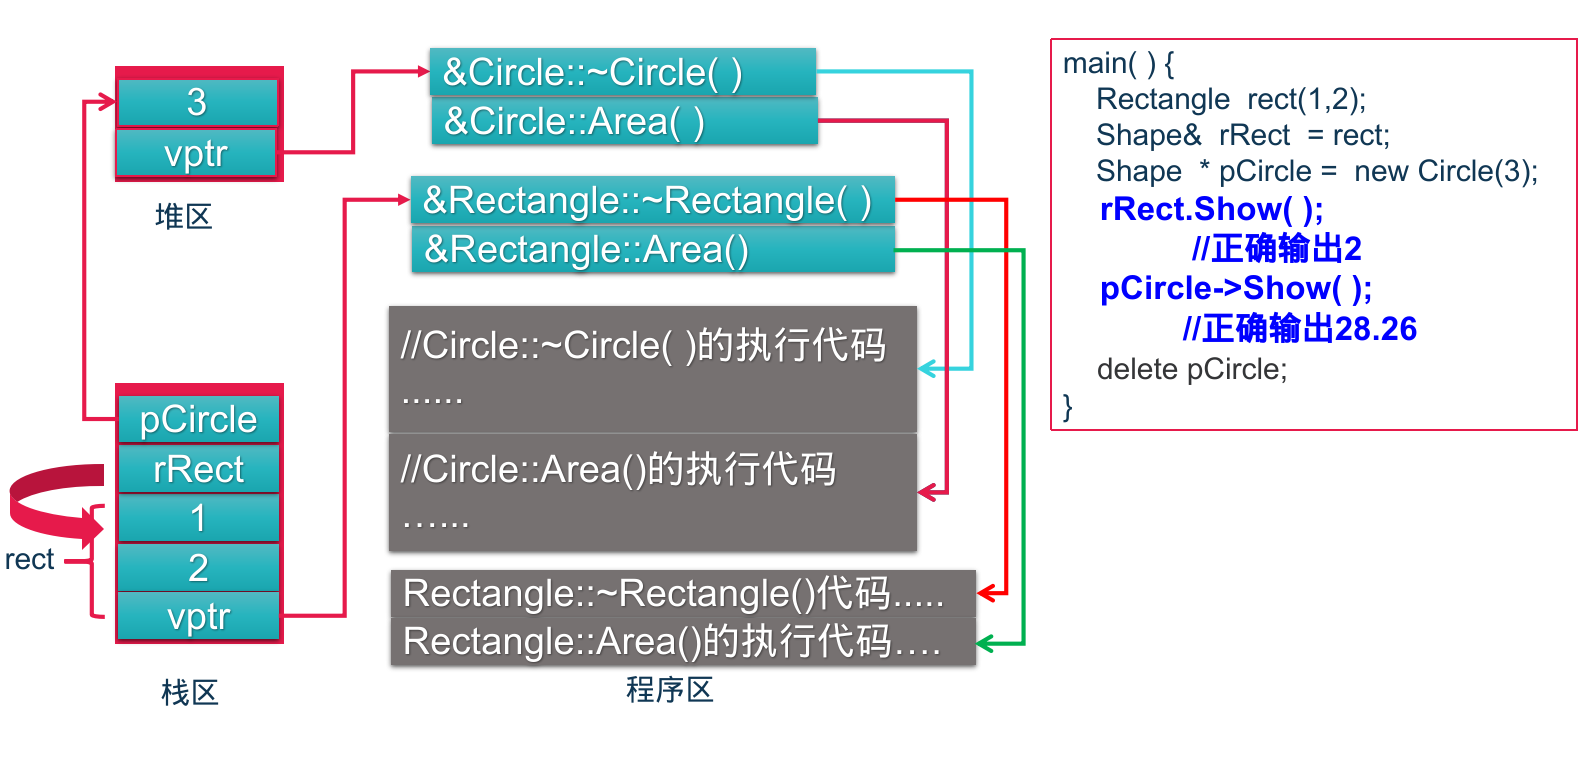 3
vptr
堆区
pCircle
rRect
1
2
vptr
rect
栈区
&Circle::~Circle( )
&Circle::Area( )
&Rectangle::~Rectangle( )
&Rectangle::Area()
//Circle::~Circle( )的执行代码
......
//Circle::Area()的执行代码
…...
Rectangle::~Rectangle()代码.....
Rectangle::Area()的执行代码….
程序区
main( ) {
Rectangle rect(1,2);
Shape& rRect = rect;
Shape * pCircle = new Circle(3);
rRect.Show( );
//正确输出2
pCircle->Show( );
//正确输出28.26
delete pCircle;
}